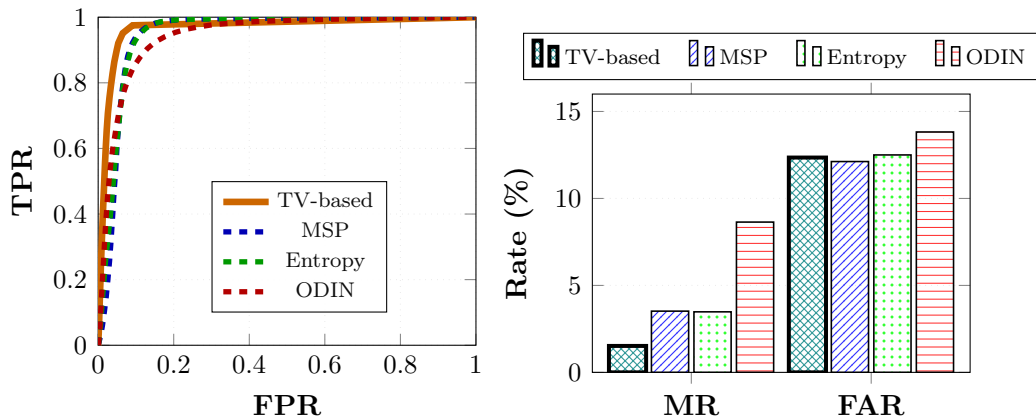 1
0.8
0.6
0.4
0.2
0
0 0.2 0.4 0.6 0.8 1
TPR
FPR
TV-based
MSP
Entropy
ODIN
TV-based MSP Entropy ODIN
15
10
5
0
Rate (%)
MR FAR